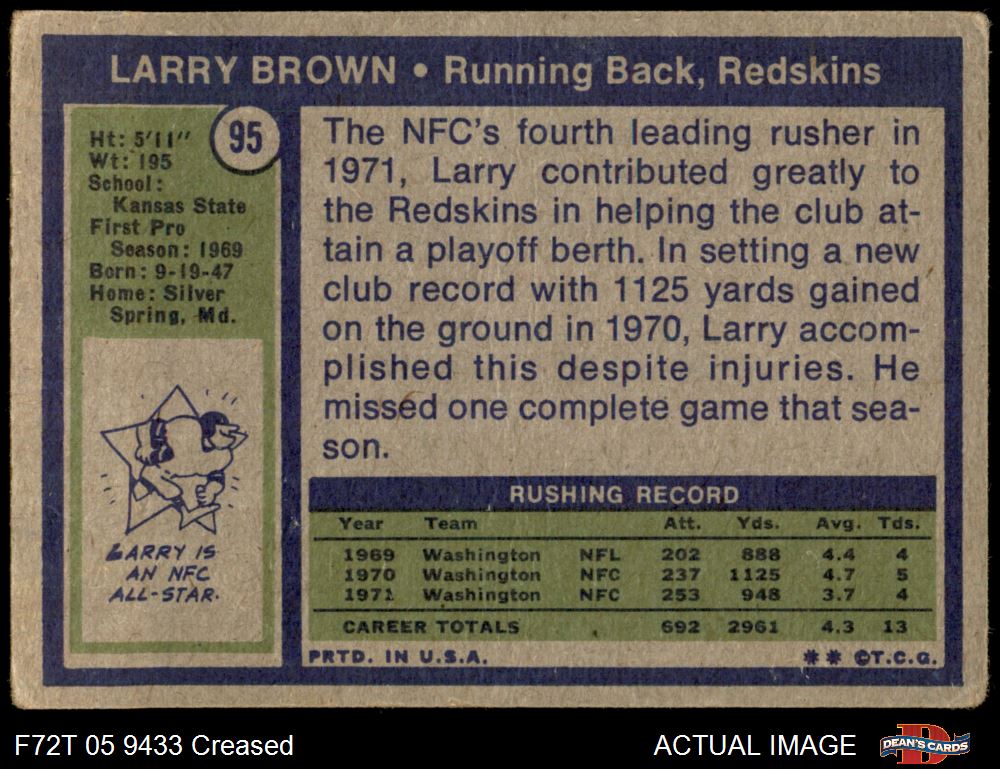 LARRY BROWN • Running Back, Redskins
95
Ht: 5'11"
Wt: 195
School:
Kansas State
First Pro
Season: 1969
Born: 9-19-47
Home: Silver
Spring, Md.
LARRY IS
AN NFC
ALL-STAR.
The NFC's fourth leading rusher in
1971, Larry contributed greatly to
the Redskins in helping the club at-
tain a playoff berth. In setting a new
club record with 1125 yards gained
on the ground in 1970, Larry accom-
plished this despite injuries. He
missed one complete game that sea-
son.
RUSHING RECORD
Year Team Att. Yds. Avg. Tds.
1969 Washington NFL 202 888 4.4 4
1970 Washington NFC 237 1125 4.7 5
1971 Washington NFC 253 948 3.7 4
CAREER TOTALS 692 2961 4.3 13
PRTD. IN U.S.A. ** ©T.C.G.
F72T 05 9433 Creased ACTUAL IMAGE DEAN'S CARDS